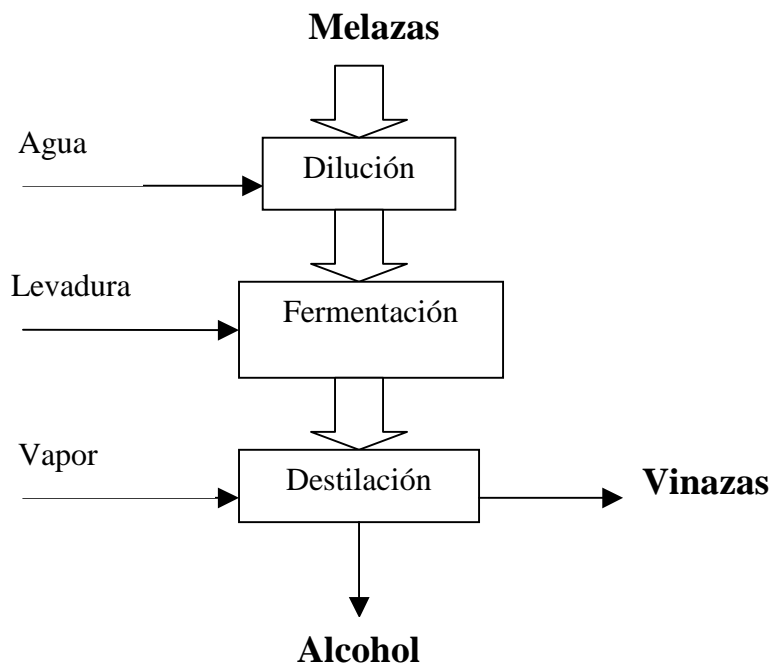 Melazas
Agua
Dilución
Levadura
Fermentación
Vapor
Destilación
Vinazas
Alcohol